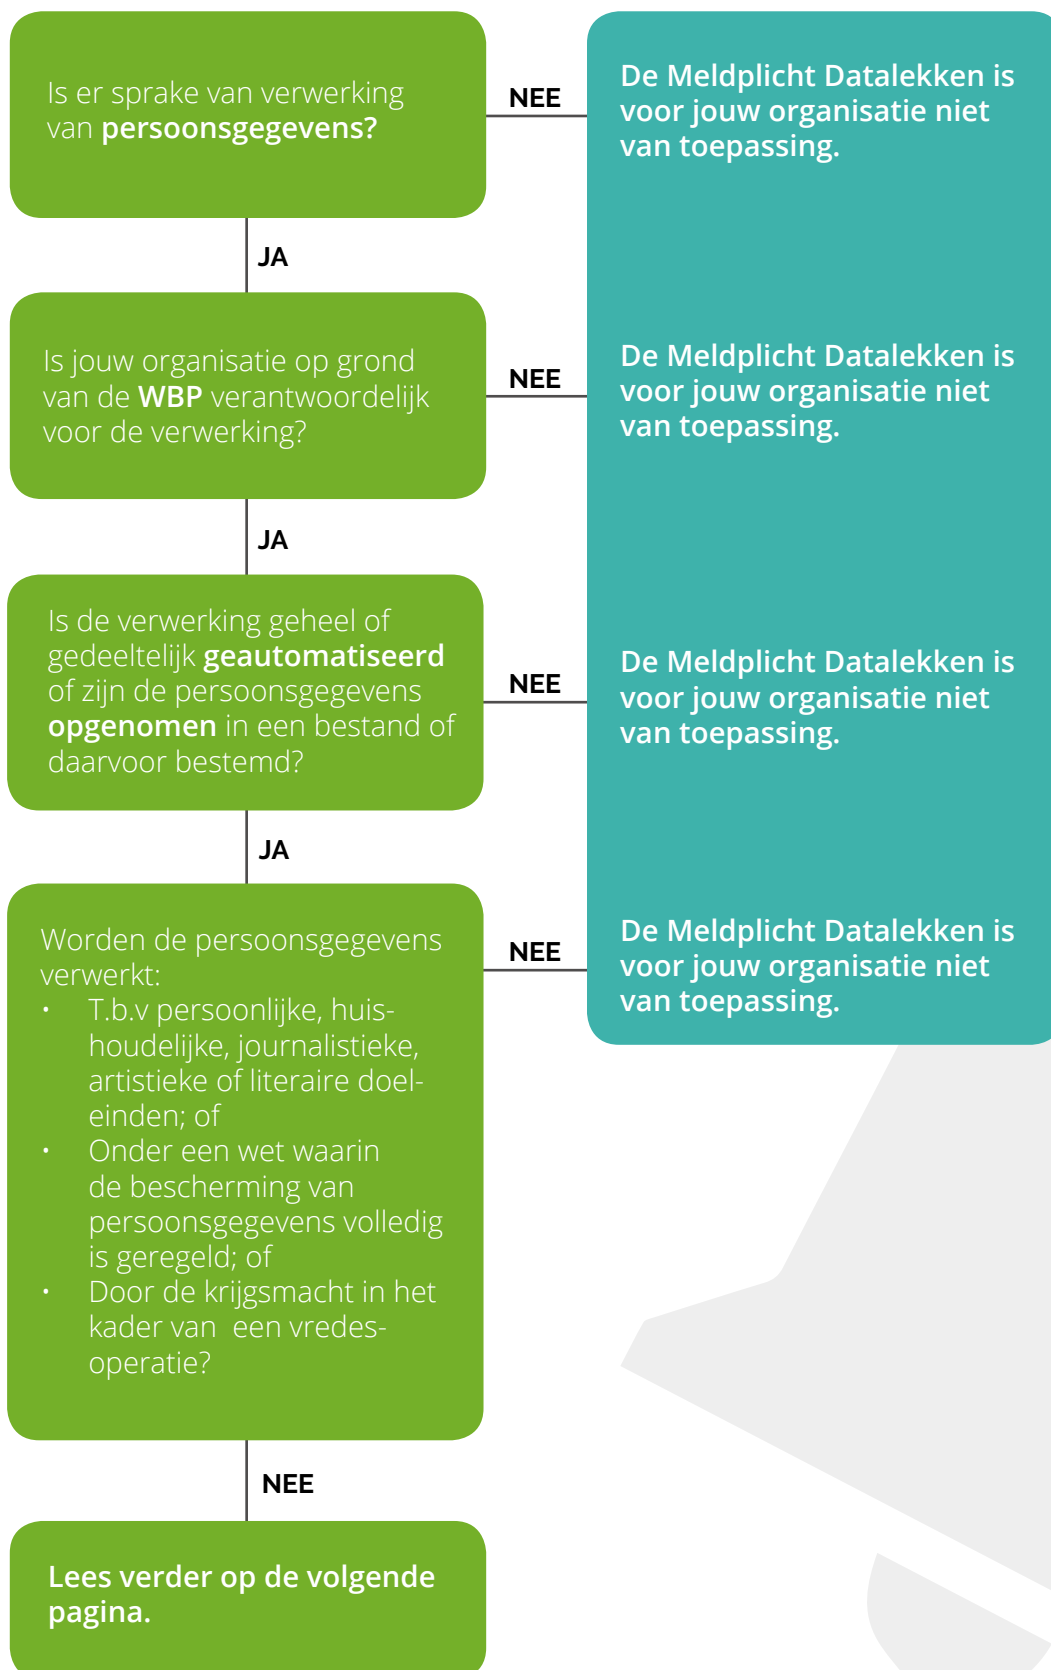 Is er sprake van verwerking
van persoonsgegevens?
NEE
De Meldplicht Datalekken is
voor jouw organisatie niet
van toepassing.
JA
Is jouw organisatie op grond
van de WBP verantwoordelijk
voor de verwerking?
NEE
De Meldplicht Datalekken is
voor jouw organisatie niet
van toepassing.
JA
Is de verwerking geheel of
gedeeltelijk geautomatiseerd
of zijn de persoonsgegevens
opgenomen in een bestand of
daarvoor bestemd?
NEE
De Meldplicht Datalekken is
voor jouw organisatie niet
van toepassing.
JA
Worden de persoonsgegevens
verwerkt:
• T.b.v persoonlijke, huis-
houdelijke, journalistieke,
artistieke of literaire doel-
einden; of
• Onder een wet waarin
de bescherming van
persoonsgegevens volledig
is geregeld; of
• Door de krijgsmacht in het
kader van een vredes-
operatie?
NEE
De Meldplicht Datalekken is
voor jouw organisatie niet
van toepassing.
NEE
Lees verder op de volgende
pagina.